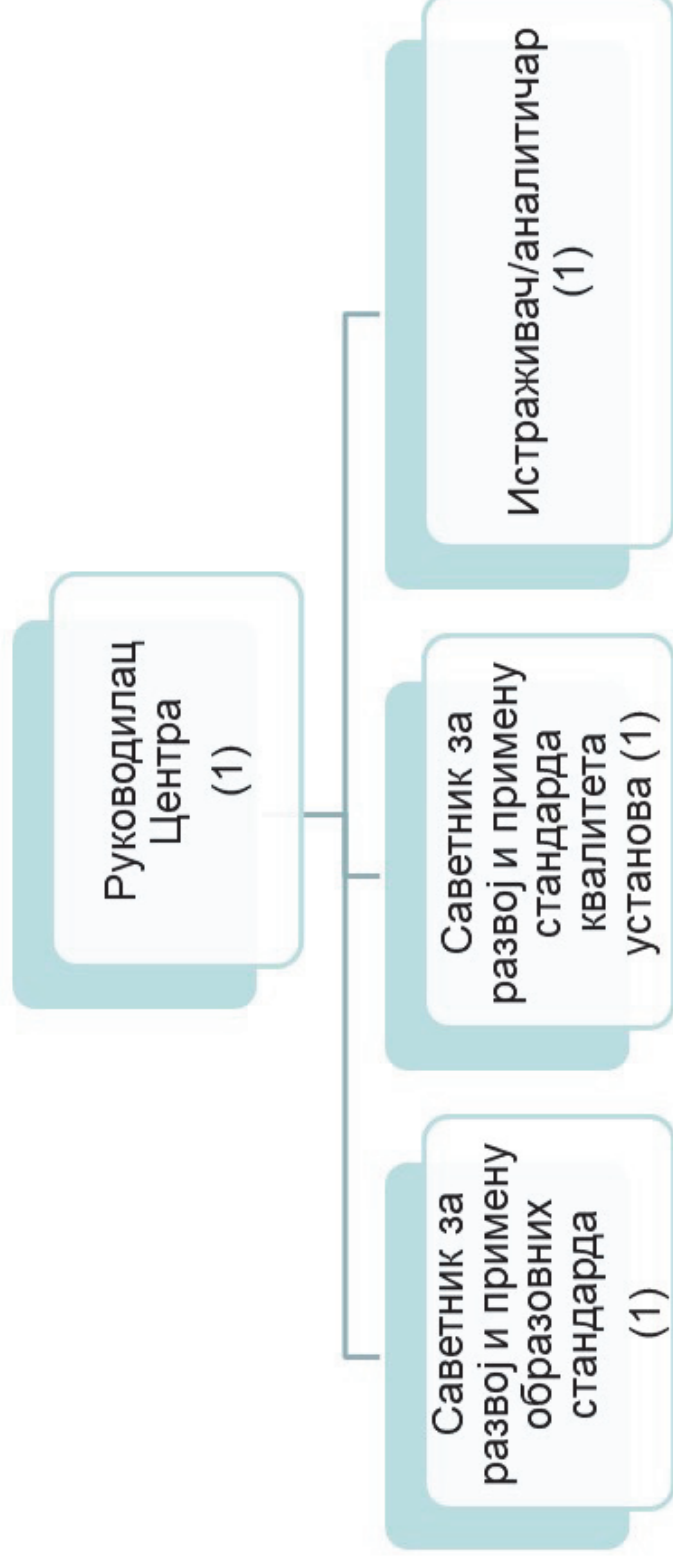 Руководилац
Центра
(1)
Саветник за
развој и примену
образовних
стандарда
(1)
Саветник за
развој и примену
стандарда
квалитета
установа (1)
Истраживач/аналитичар
(1)